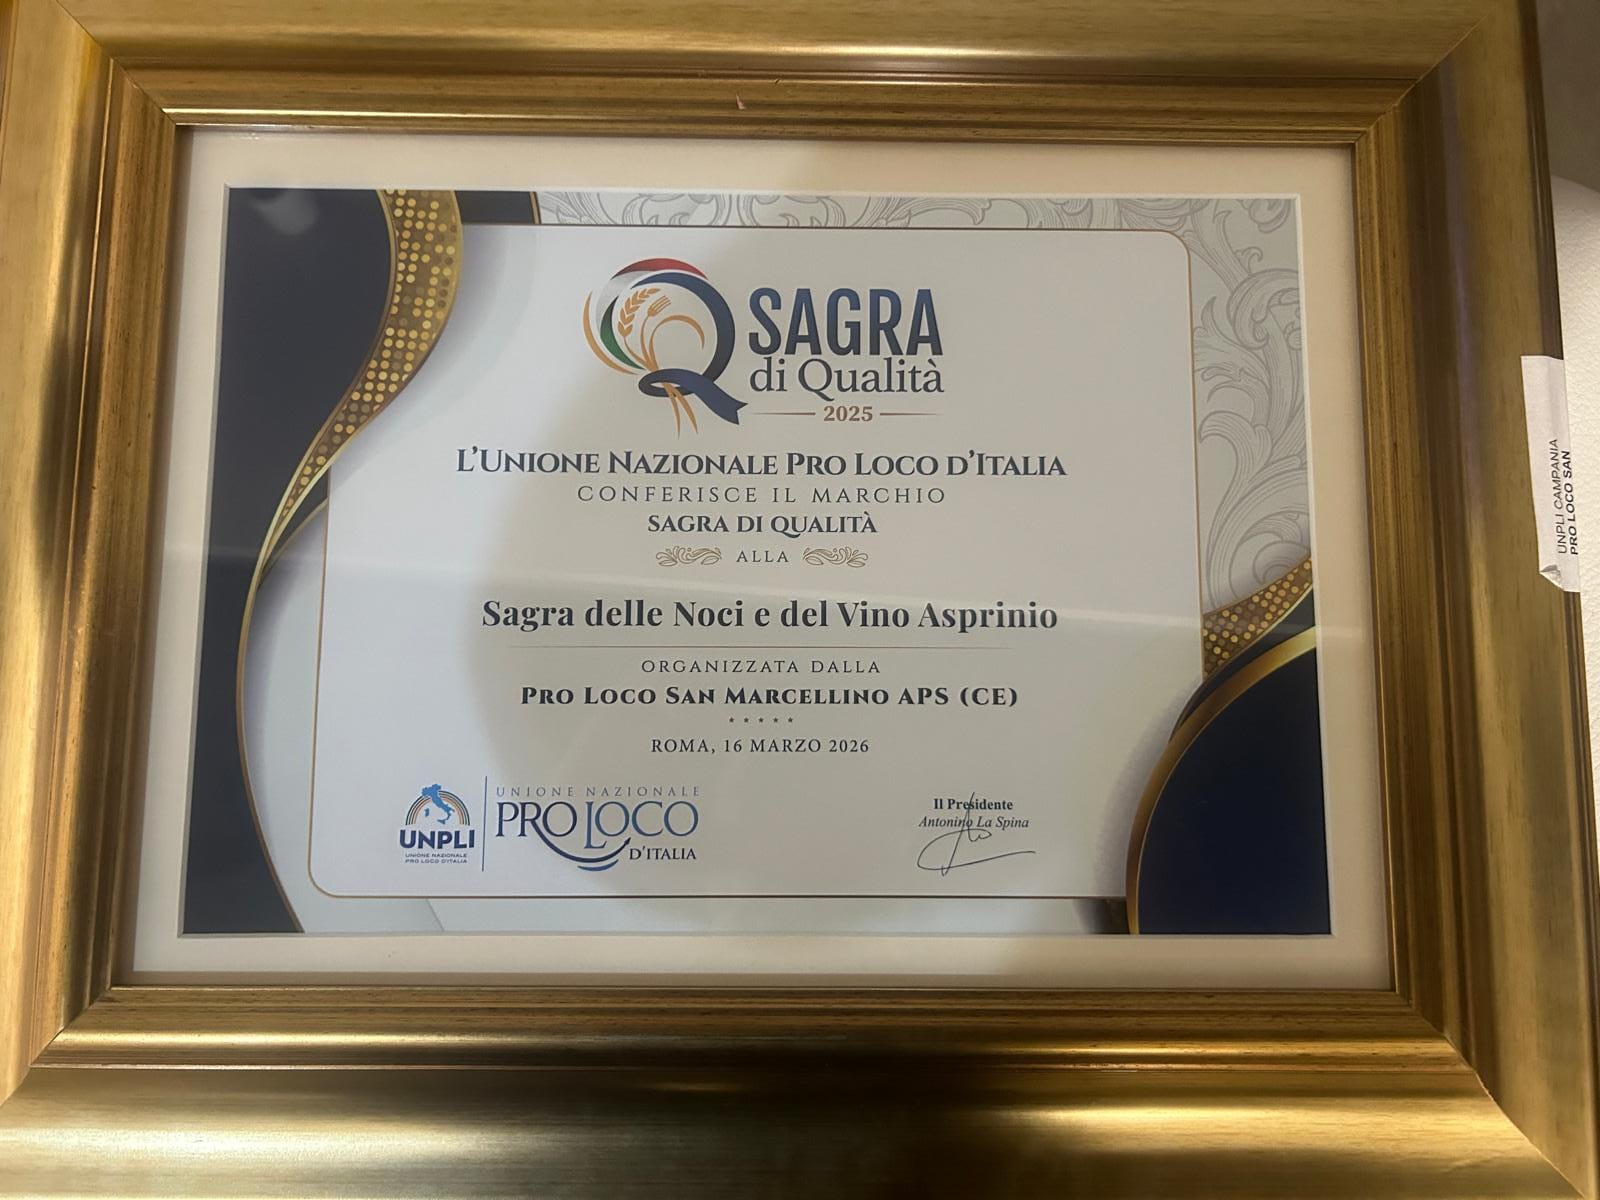 SAGRA
di Qualità
2025
L'UNIONE NAZIONALE PRO LOCO D'ITALIA
CONFERISCE IL MARCHIO
SAGRA DI QUALITÀ
ALLA
Sagra delle Noci e del Vino Asprinio
ORGANIZZATA DALLA
PRO LOCO SAN MARCELLINO APS (CE)
* * * * *
ROMA, 16 MARZO 2026
UNPLI
UNIONE NAZIONALE
PRO LOCO D'ITALIA
UNIONE NAZIONALE
PRO LOCO
D'ITALIA
Il Presidente
Antonino La Spina
UNPLI CAMPANIA
PRO LOCO SAN